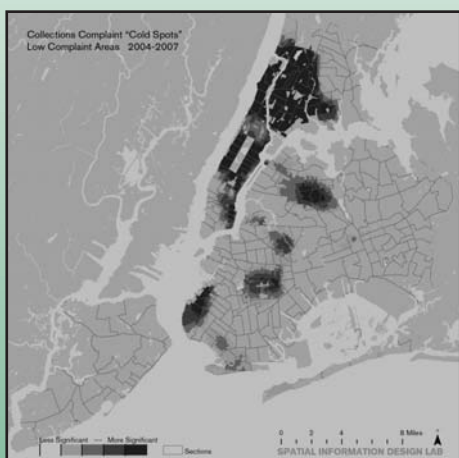 Collections Complaint "Cold Spots"
Low Complaint Areas 2004-2007
Less Significant — More Significant
Sections
0 2 4 8 Miles
SPATIAL INFORMATION DESIGN LAB